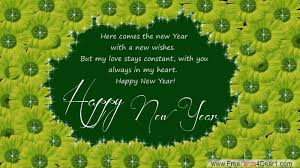 Here comes the new Year
with a new wishes.
But my love stays constant, with you
always in my heart.
Happy New Year!
Happy New Year
www.FreeCards4Dear1.com